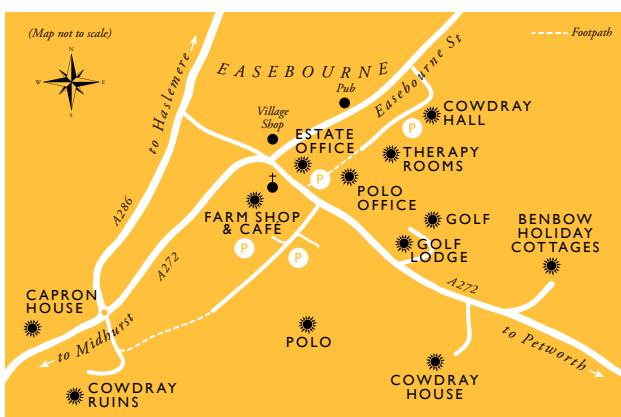 (Map not to scale)
N
W
E
S
Footpath
to Haslemere
EASEBOURNE
Pub
Easebourne St
Village
Shop
COWDRAY
HALL
P
ESTATE
OFFICE
THERAPY
ROOMS
P
POLO
OFFICE
FARM SHOP
& CAFÉ
GOLF
BENBOW
HOLIDAY
COTTAGES
A286
P
P
GOLF
LODGE
A272
A272
CAPRON
HOUSE
to Midhurst
POLO
to Petworth
COWDRAY
HOUSE
COWDRAY
RUINS